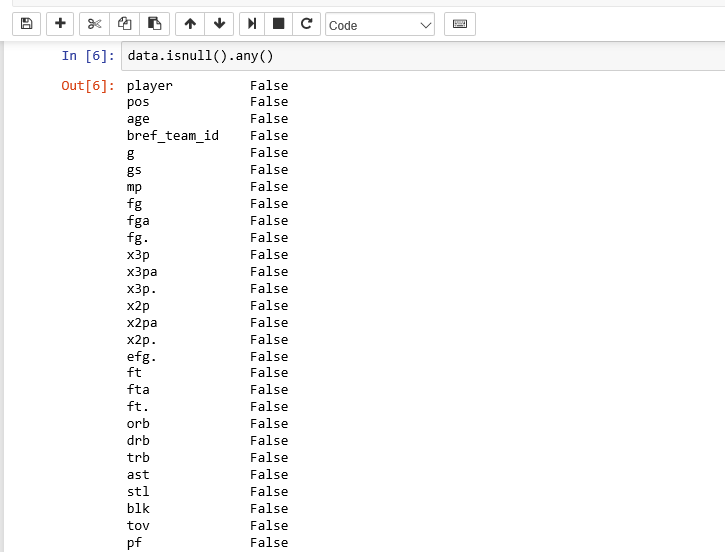 Code
In [6]: data.isnull().any()
Out[6]: player False
pos False
age False
bref_team_id False
g False
gs False
mp False
fg False
fga False
fg. False
x3p False
x3pa False
x3p. False
x2p False
x2pa False
x2p. False
efg. False
ft False
fta False
ft. False
orb False
drb False
trb False
ast False
stl False
blk False
tov False
pf False